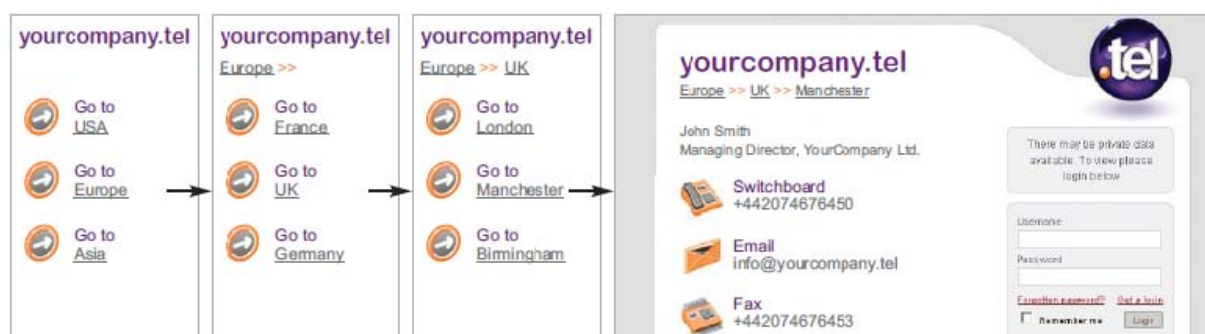 yourcompany.tel
Go to
USA
Go to
Europe
Go to
Asia
yourcompany.tel
Europe >>
Go to
France
Go to
UK
Go to
Germany
yourcompany.tel
Europe >> UK
Go to
London
Go to
Manchester
Go to
Birmingham
.tel
yourcompany.tel
Europe >> UK >> Manchester
John Smith
Managing Director, YourCompany Ltd.
Switchboard
+442074676450
Email
info@yourcompany.tel
Fax
+442074676453
There may be private data
available. To view please
login below
Username
Password
Forgotten password? Get a login
Remember me Login